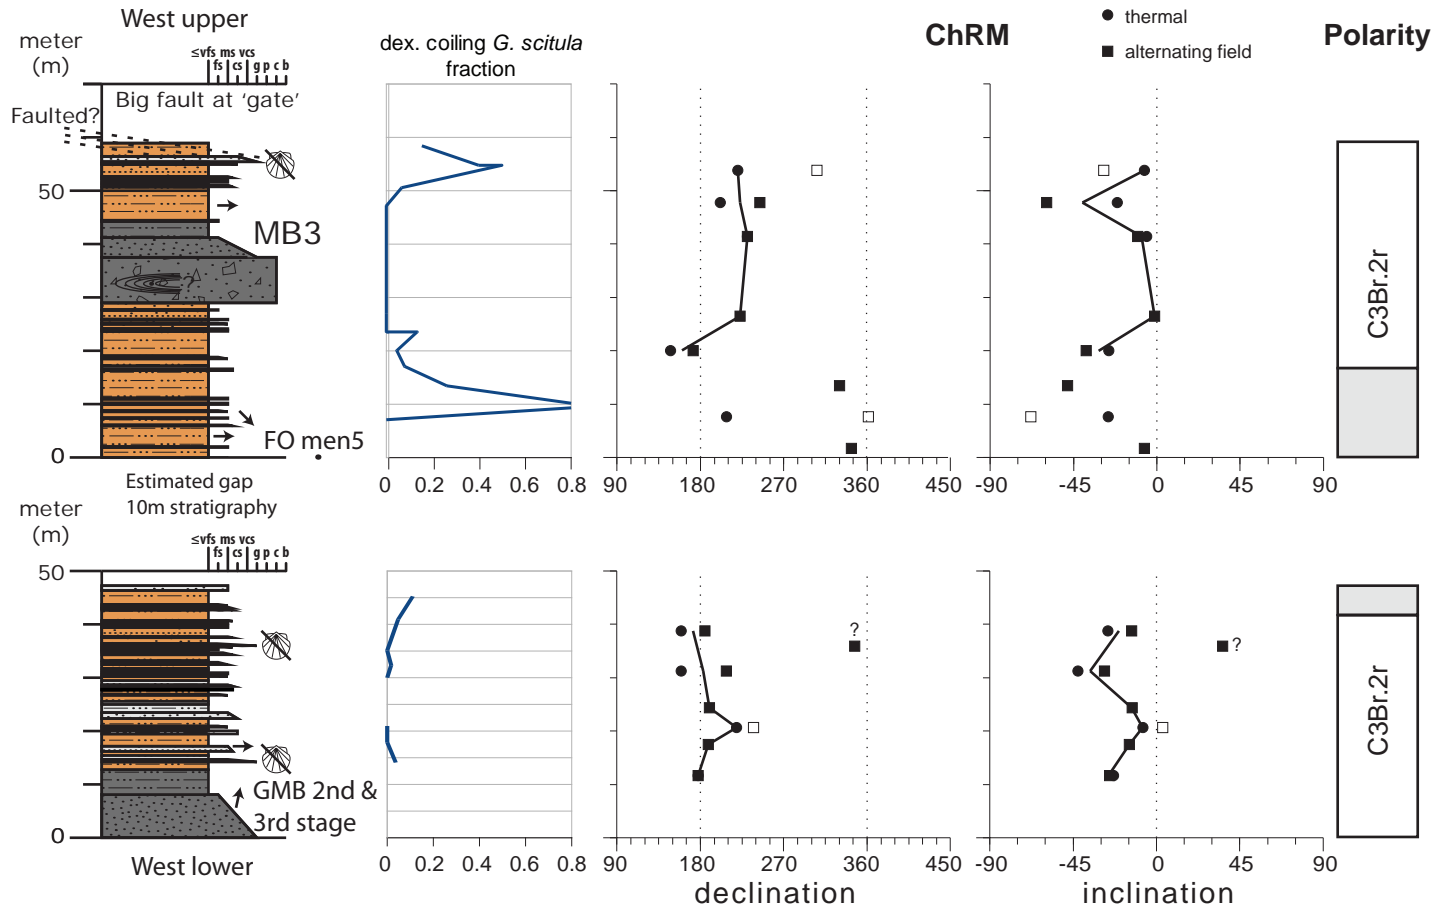 West upper
meter
(m)
≤vfs ms vcs
fs cs g p c b
dex. coiling G. scitula
fraction
ChRM
thermal
alternating field
Polarity
Big fault at 'gate'
Faulted?
50
MB3
?
FO men5
0
0 0.2 0.4 0.6 0.8
90 180 270 360 450
-90 -45 0 45 90
C3Br.2r
Estimated gap
10m stratigraphy
meter
(m)
≤vfs ms vcs
fs cs g p c b
50
?
?
GMB 2nd &
3rd stage
0
0 0.2 0.4 0.6 0.8
90 180 270 360 450
-90 -45 0 45 90
C3Br.2r
West lower
declination
inclination